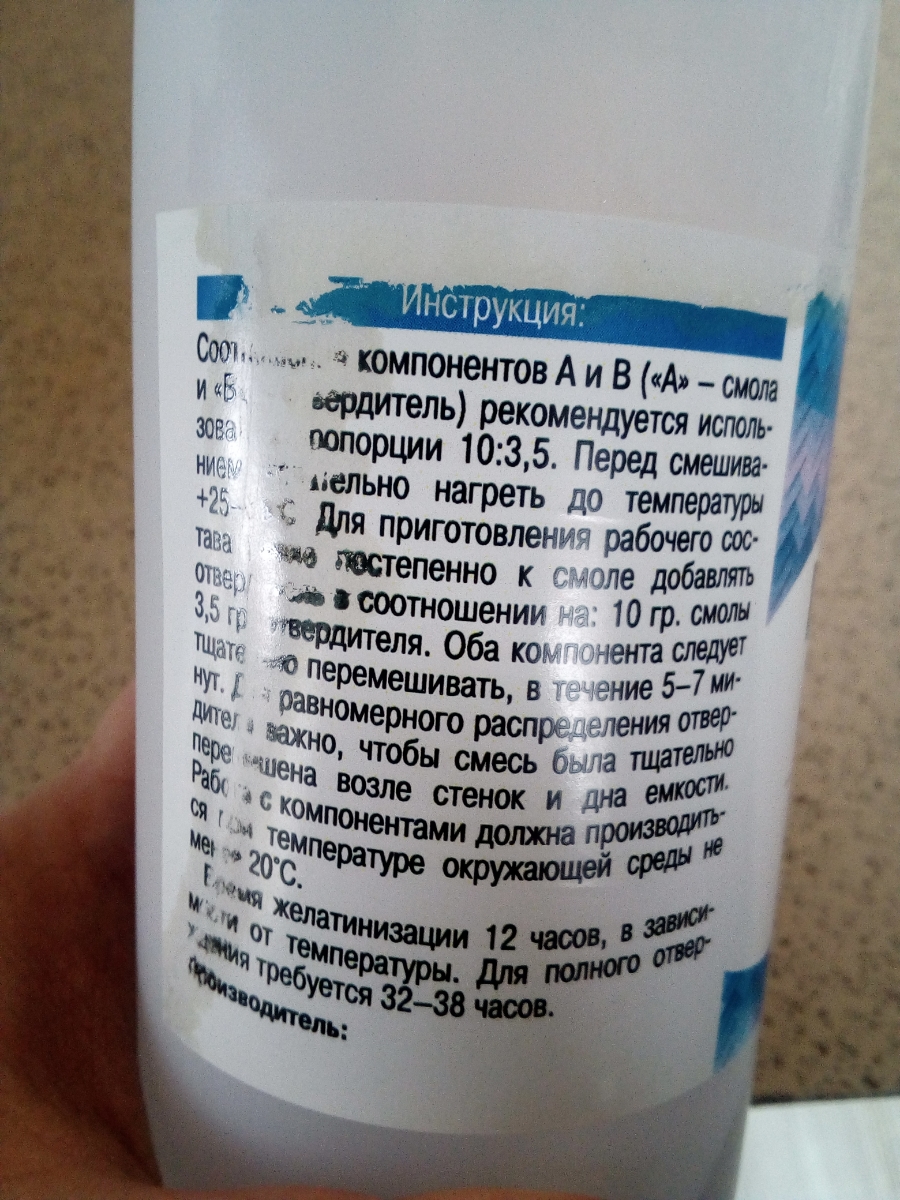 Инструкция:
компонентов А и В («А» – смола
и рекомендуется исполь-
10:3,5. Перед смешива-
нагреть до температуры
Для приготовления рабочего сос-
тава постепенно к смоле добавлять
в соотношении на: 10 гр. смолы
3,5 гр отвердителя. Оба компонента следует
перемешивать, в течение 5–7 ми-
нут. равномерного распределения отвер-
важно, чтобы смесь была тщательно
возле стенок и дна емкости.
с компонентами должна производить-
ся температуре окружающей среды не
20°С.
Время желатинизации 12 часов, в зависи-
мости от температуры. Для полного отвер-
ждения требуется 32–38 часов.
Производитель: